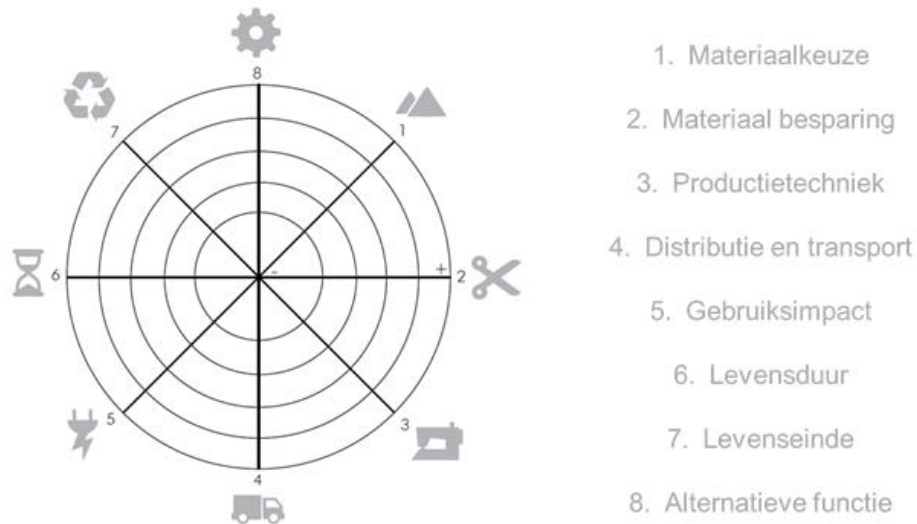 8
7
1
6
-
+
2
5
3
4
1. Materiaalkeuze
2. Materiaal besparing
3. Productietechniek
4. Distributie en transport
5. Gebruiksimpact
6. Levensduur
7. Levenseinde
8. Alternatieve functie